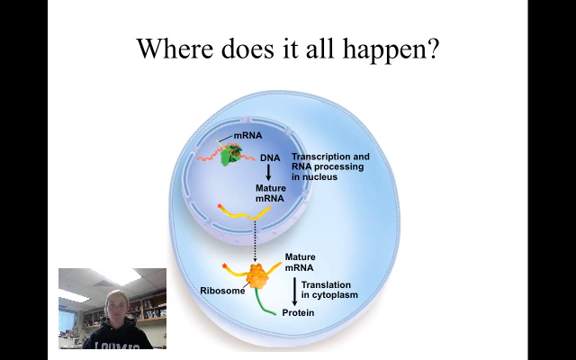 Where does it all happen?
mRNA
DNA
Transcription and
RNA processing
in nucleus
Mature
mRNA
Mature
mRNA
Ribosome
Translation
in cytoplasm
Protein
LOOMIS